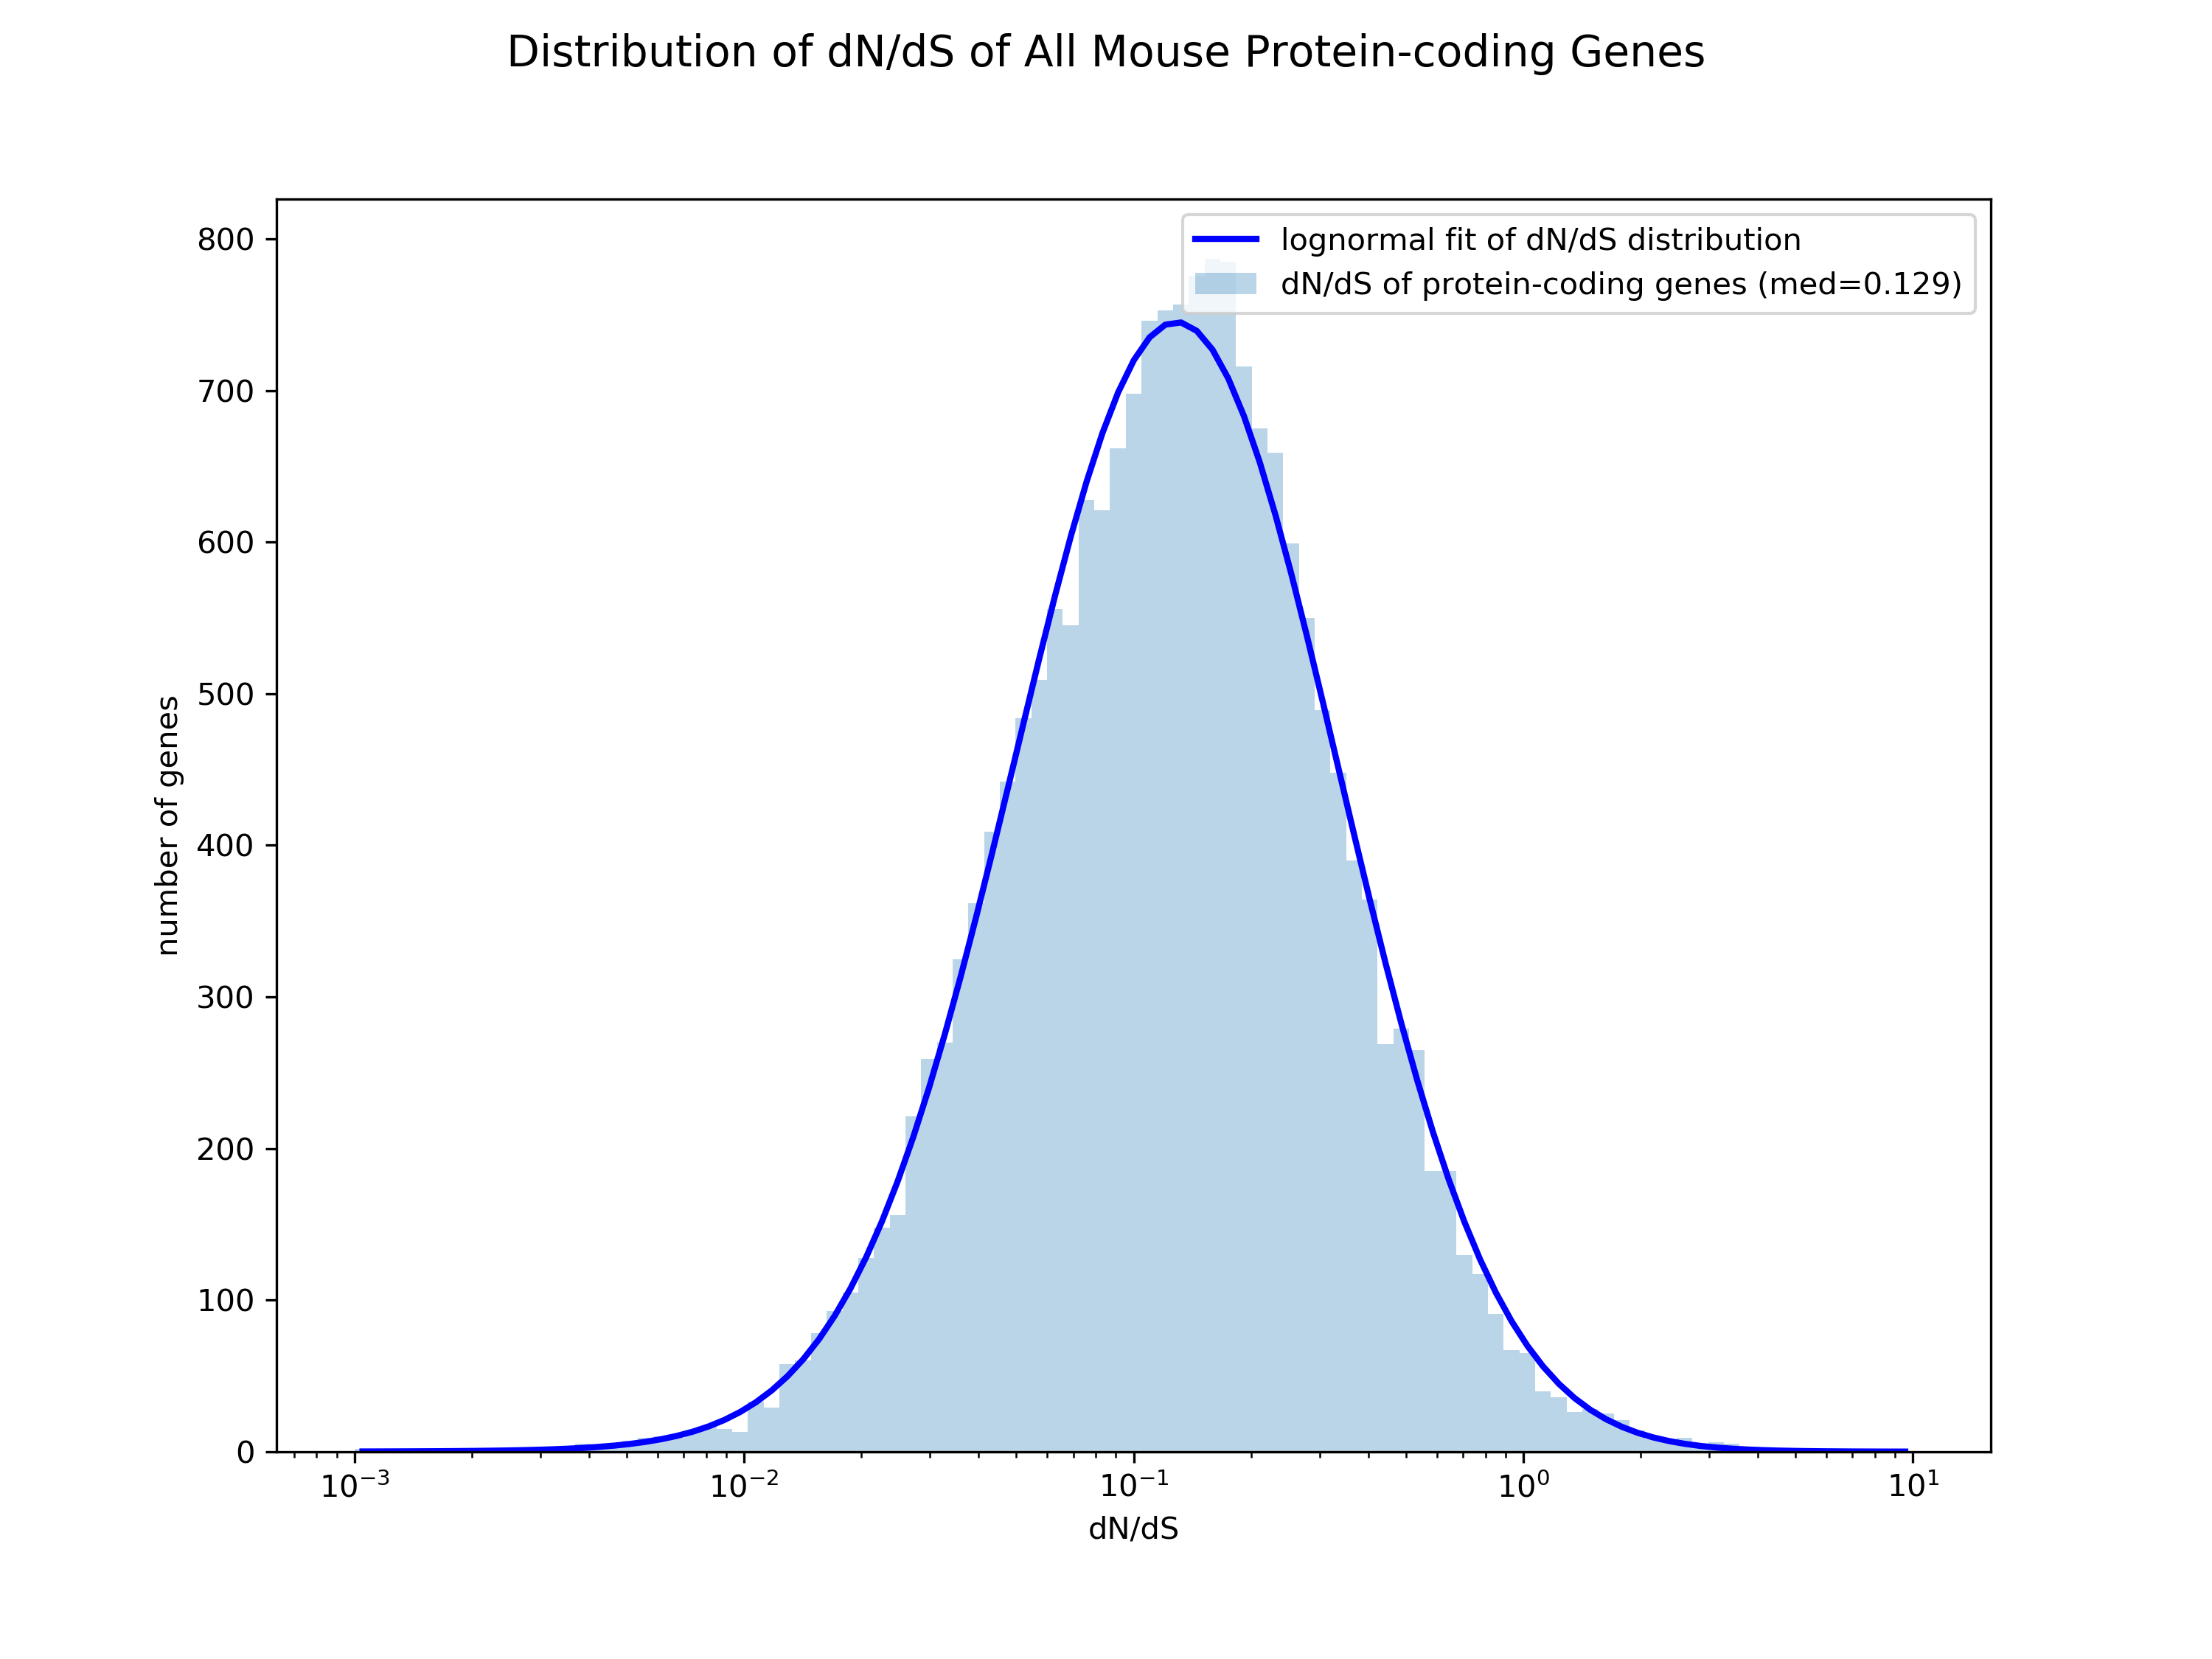 Distribution of dN/dS of All Mouse Protein-coding Genes
lognormal fit of dN/dS distribution
dN/dS of protein-coding genes (med=0.129)
number of genes
800
700
600
500
400
300
200
100
0
10⁻³ 10⁻² 10⁻¹ 10⁰ 10¹
dN/dS